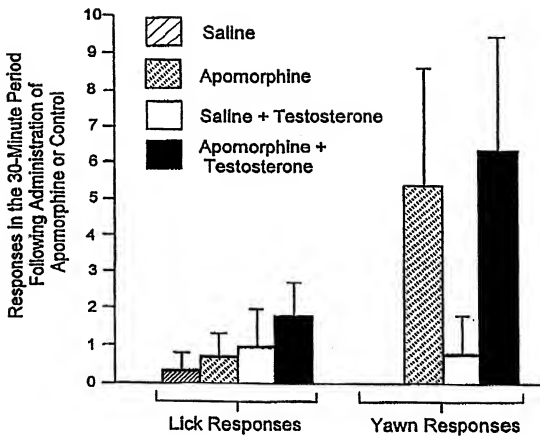 Responses in the 30-Minute Period
Following Administration of
Apomorphine or Control
10
9
8
7
6
5
4
3
2
1
0
Saline
Apomorphine
Saline + Testosterone
Apomorphine +
Testosterone
Lick Responses
Yawn Responses